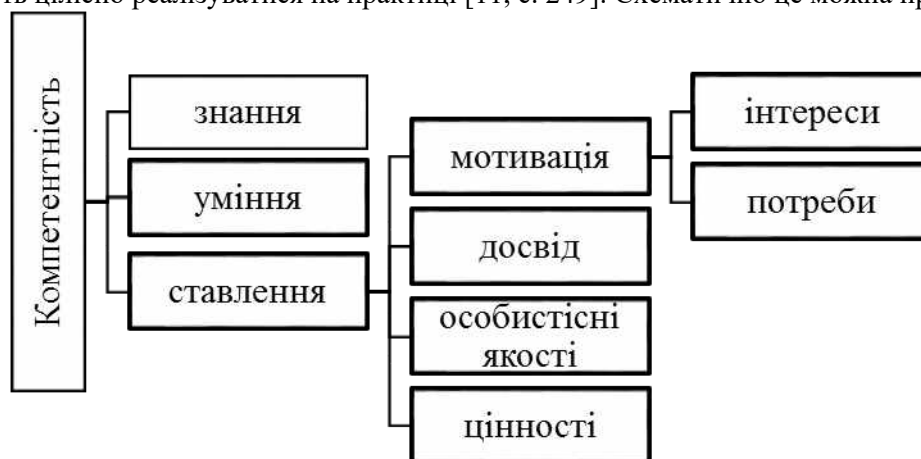 ть цілісно реалізуватися на практиці [11, с. 249]. Схематично це можна
Компетентність
знання
уміння
ставлення
мотивація
досвід
особистісні
якості
цінності
інтереси
потреби